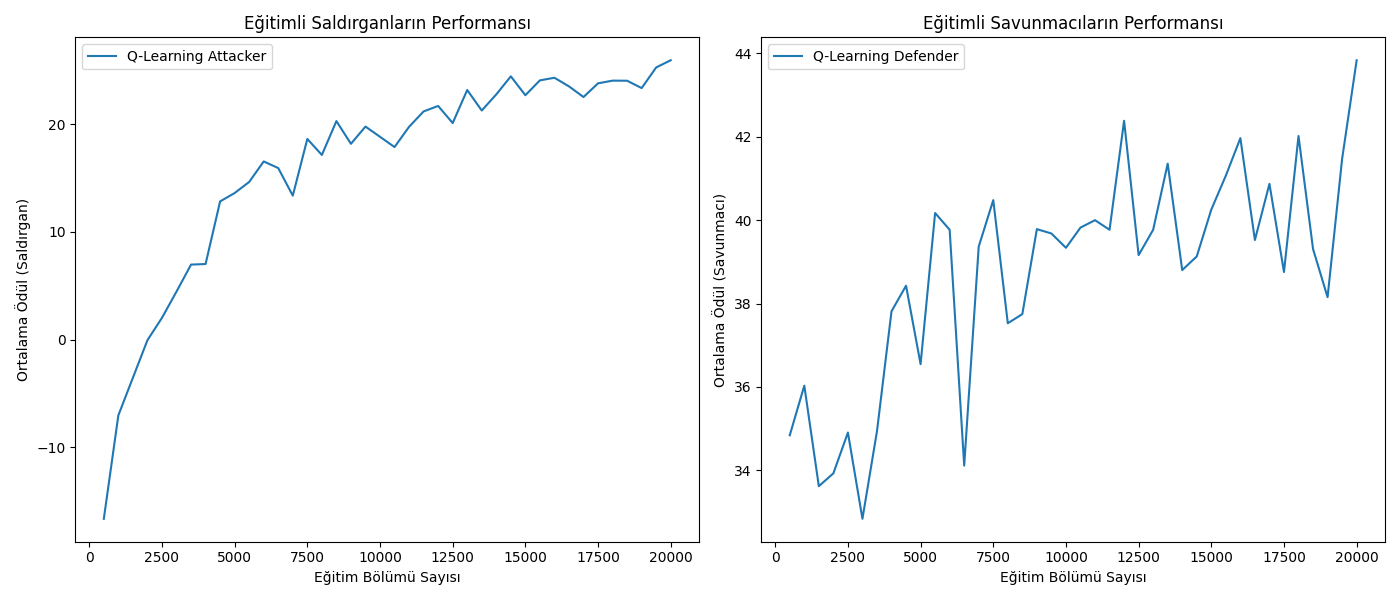 Eğitimli Saldırganların Performansı
Q-Learning Attacker
Ortalama Ödül (Saldırgan)
20
10
0
−10
0 2500 5000 7500 10000 12500 15000 17500 20000
Eğitim Bölümü Sayısı
Eğitimli Savunmacıların Performansı
Q-Learning Defender
Ortalama Ödül (Savunmacı)
44
42
40
38
36
34
0 2500 5000 7500 10000 12500 15000 17500 20000
Eğitim Bölümü Sayısı